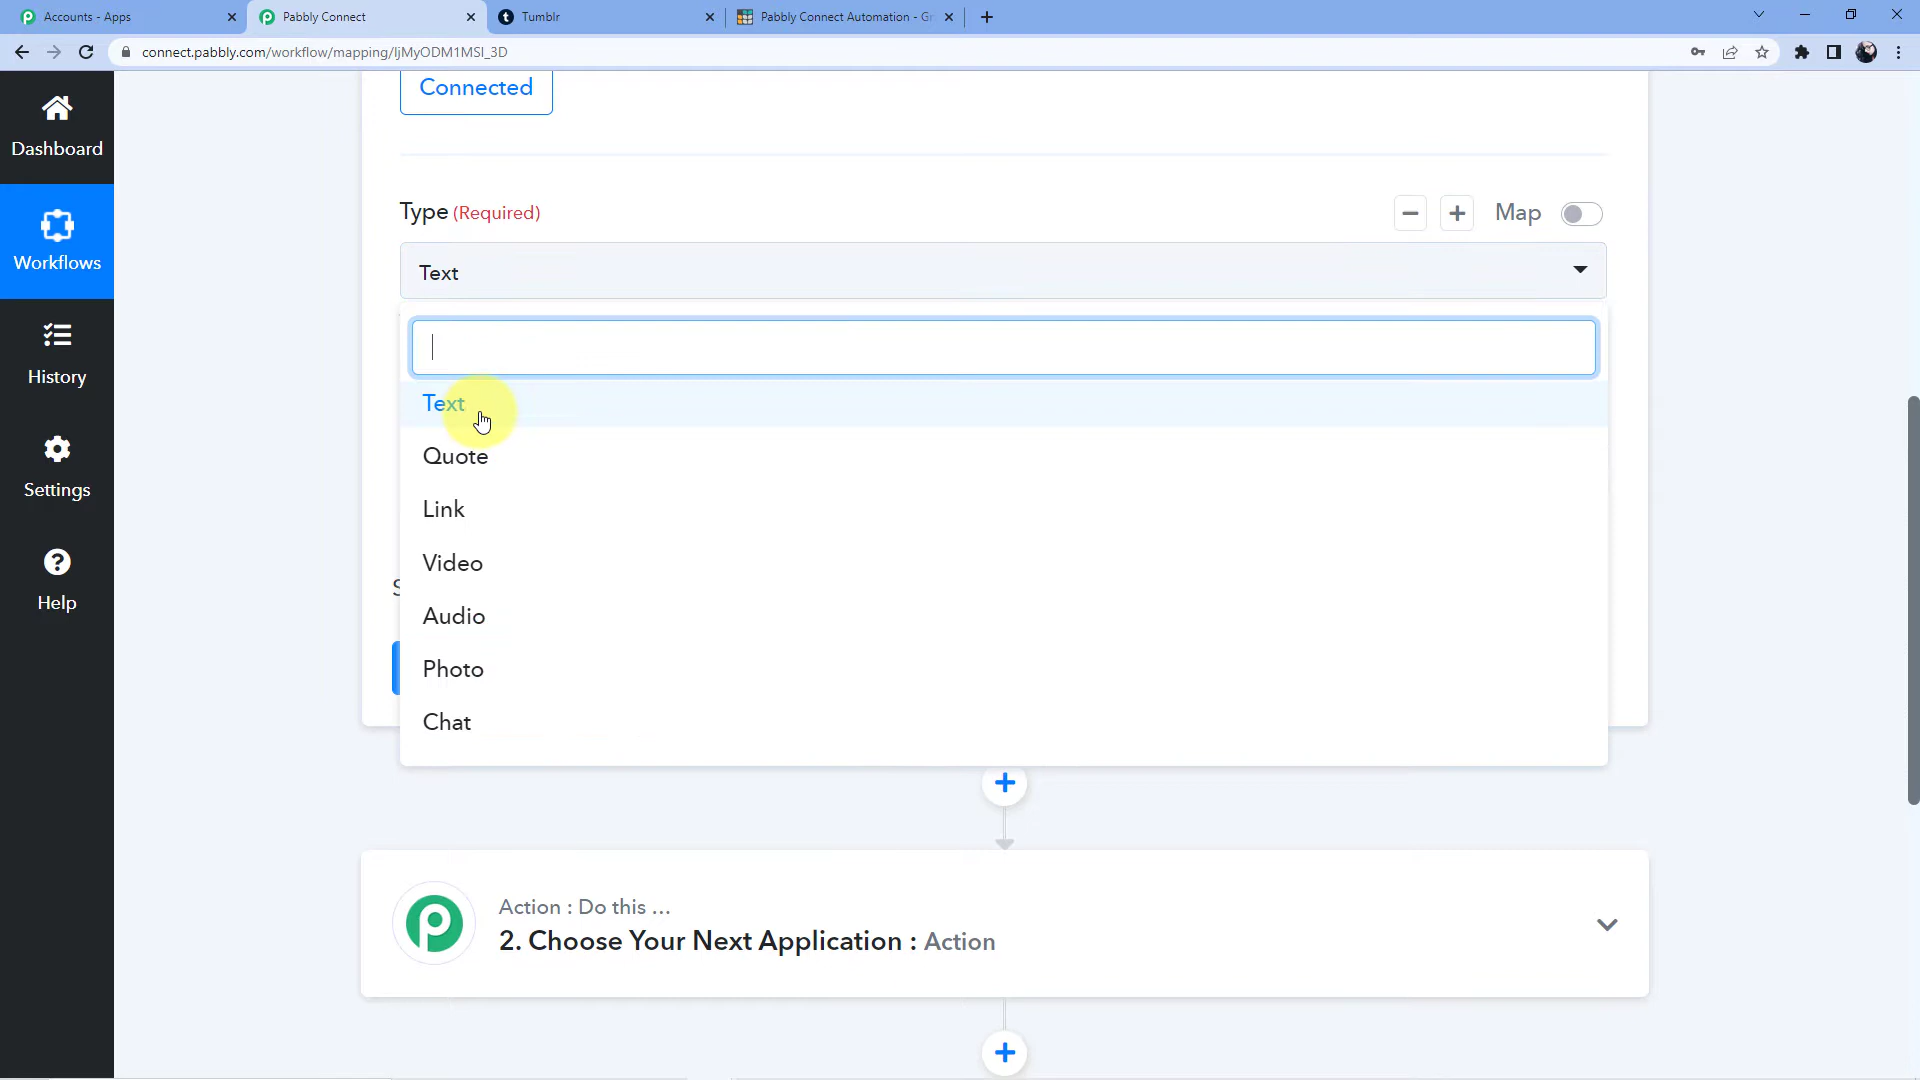 Accounts - Apps
Pabbly Connect
Tumblr
Pabbly Connect Automation - Gr
connect.pabbly.com/workflow/mapping/IjMyODM1MSI_3D
Dashboard
Workflows
History
Settings
Help
Connected
Type (Required)
Map
Text
Text
Quote
Link
Video
Audio
Photo
Chat
S
Action : Do this ...
2. Choose Your Next Application : Action